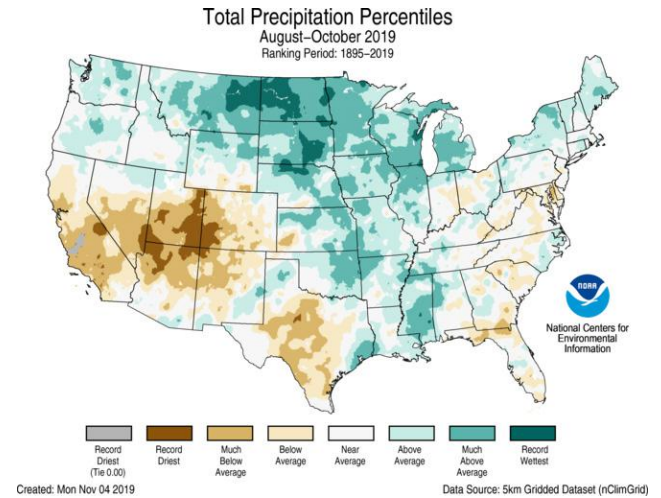 Total Precipitation Percentiles
August-October 2019
Ranking Period: 1895-2019
NOAA
National Centers for
Environmental
Information
Record
Driest
(Tie 0.00)
Record
Driest
Much
Below
Average
Below
Average
Near
Average
Above
Average
Much
Above
Average
Record
Wettest
Created: Mon Nov 04 2019
Data Source: 5km Gridded Dataset (nClimGrid)